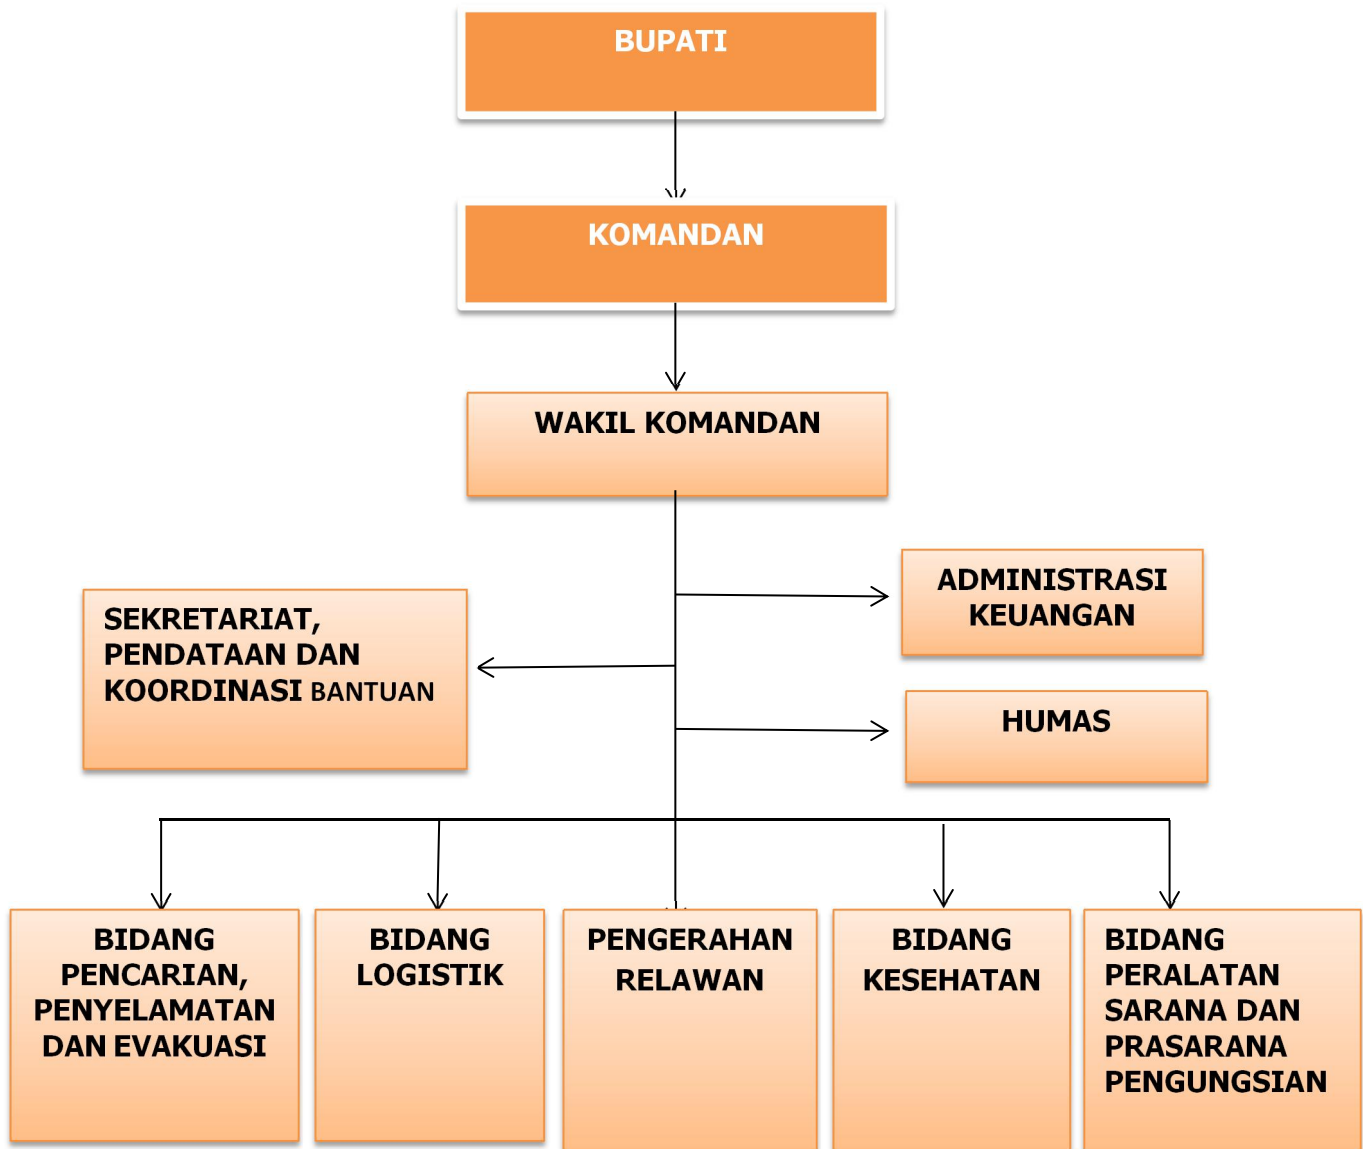 BUPATI
KOMANDAN
WAKIL KOMANDAN
ADMINISTRASI
KEUANGAN
SEKRETARIAT,
PENDATAAN DAN
KOORDINASI BANTUAN
HUMAS
BIDANG
PENCARIAN,
PENYELAMATAN
DAN EVAKUASI
BIDANG
LOGISTIK
PENGERAHAN
RELAWAN
BIDANG
KESEHATAN
BIDANG
PERALATAN
SARANA DAN
PRASARANA
PENGUNGSIAN